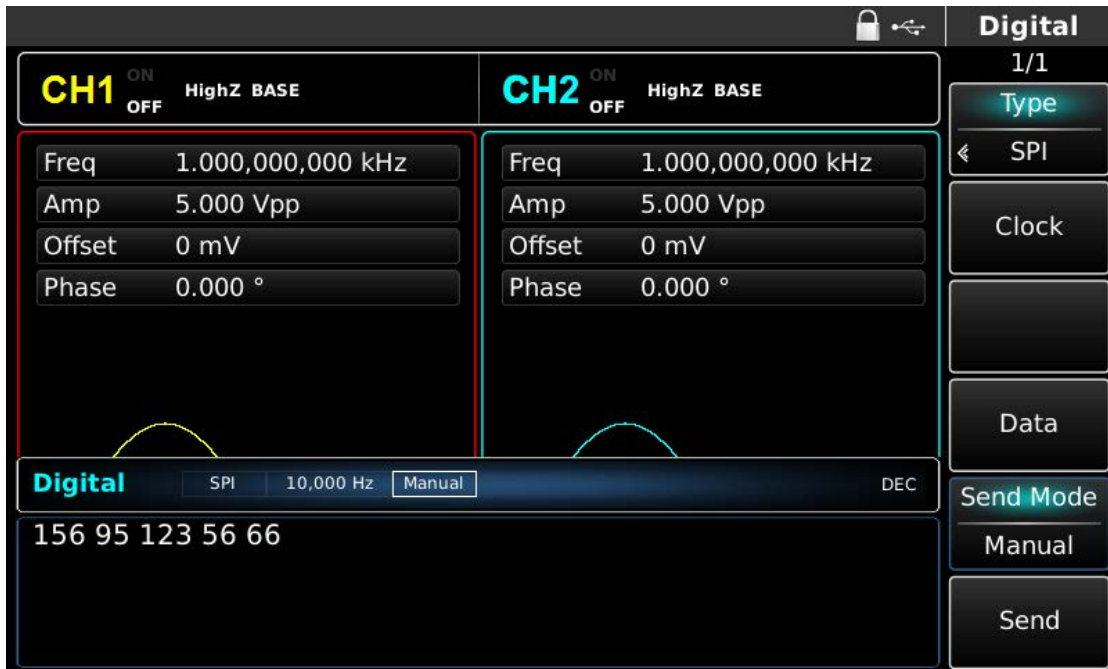 Digital
1/1
CH1 ON OFF HighZ BASE
CH2 ON OFF HighZ BASE
Freq 1.000,000,000 kHz
Amp 5.000 Vpp
Offset 0 mV
Phase 0.000 °
Freq 1.000,000,000 kHz
Amp 5.000 Vpp
Offset 0 mV
Phase 0.000 °
Digital SPI 10,000 Hz Manual DEC
156 95 123 56 66
Type
SPI
Clock
Data
Send Mode
Manual
Send